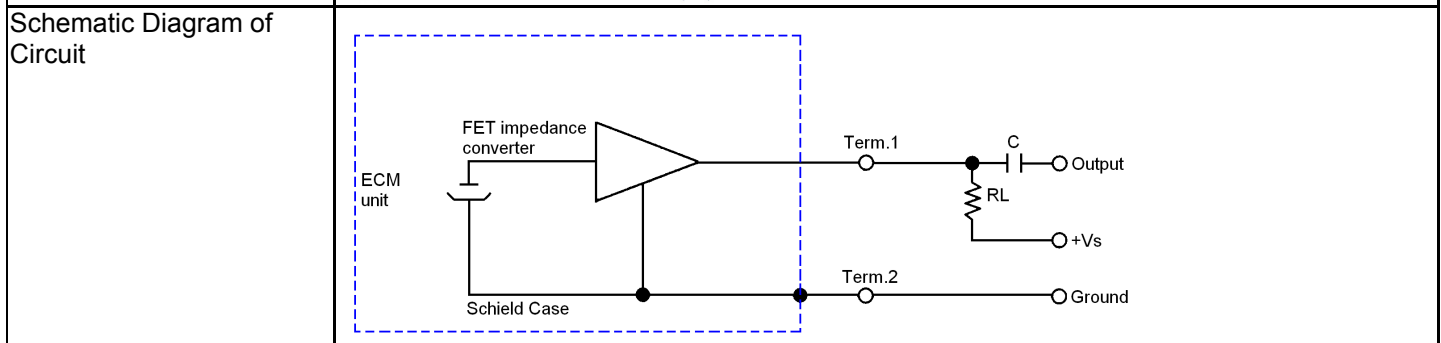 Schematic Diagram of
Circuit
FET impedance
converter
ECM
unit
Schield Case
Term.1
C
Output
RL
+Vs
Term.2
Ground